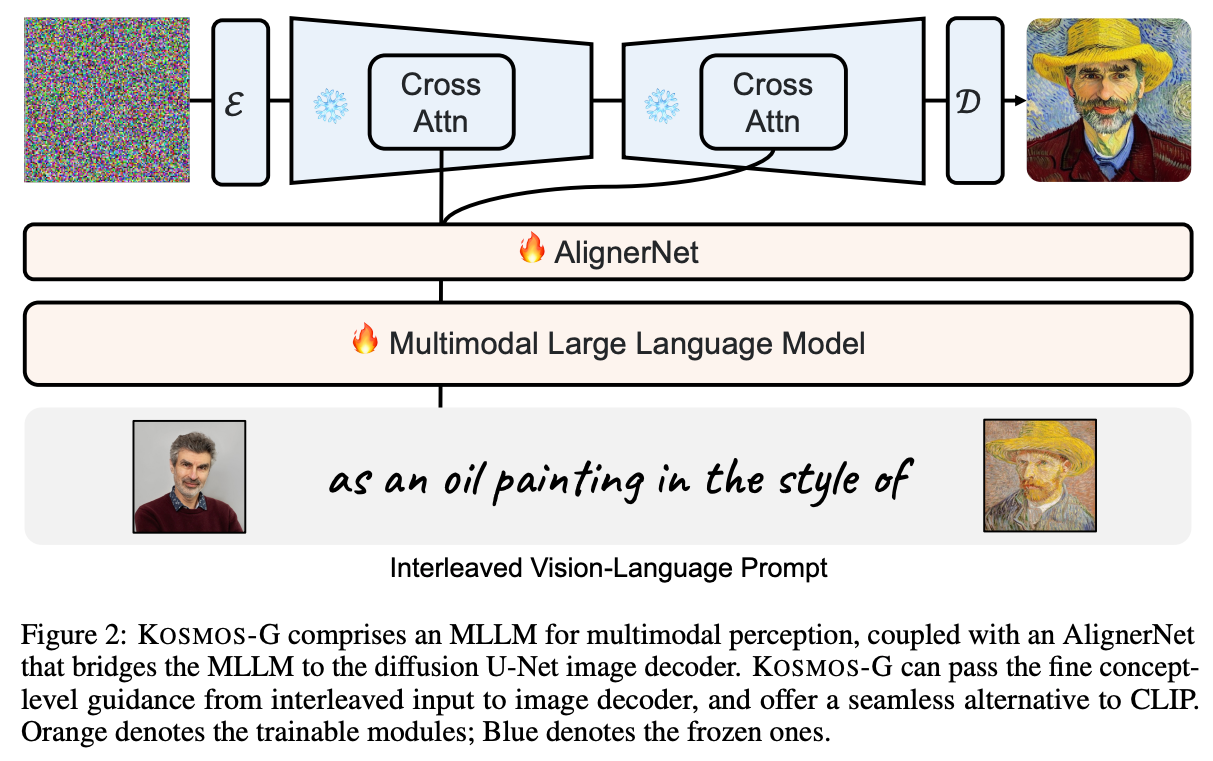 ℰ
Cross
Attn
Cross
Attn
𝒟
AlignerNet
Multimodal Large Language Model
as an oil painting in the style of
Interleaved Vision-Language Prompt
Figure 2: KOSMOS-G comprises an MLLM for multimodal perception, coupled with an AlignerNet
that bridges the MLLM to the diffusion U-Net image decoder. KOSMOS-G can pass the fine concept-
level guidance from interleaved input to image decoder, and offer a seamless alternative to CLIP.
Orange denotes the trainable modules; Blue denotes the frozen ones.